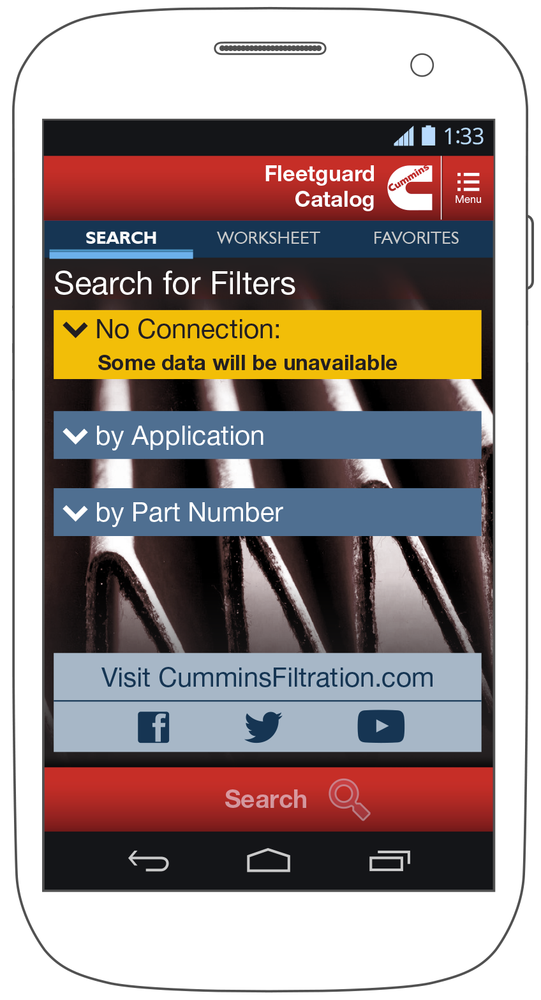 1:33
Fleetguard
Catalog
Cummins
Menu
SEARCH WORKSHEET FAVORITES
Search for Filters
No Connection:
Some data will be unavailable
by Application
by Part Number
Visit CumminsFiltration.com
Search